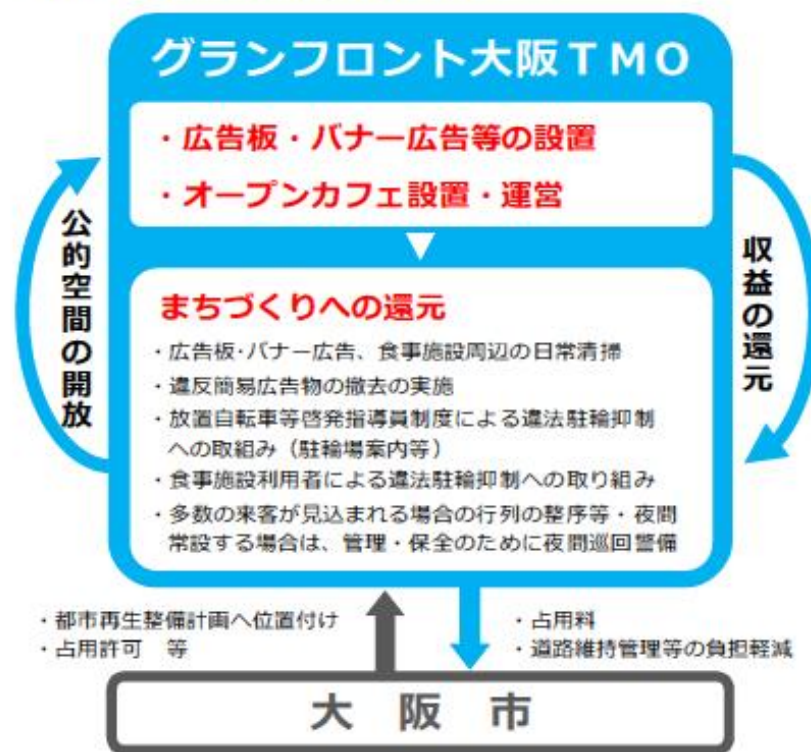 グランフロント大阪TMO
・広告板・バナー広告等の設置
・オープンカフェ設置・運営
公的空間の開放
収益の還元
まちづくりへの還元
・広告板・バナー広告、食事施設周辺の日常清掃
・違反簡易広告物の撤去の実施
・放置自転車等啓発指導員制度による違法駐輪抑制
への取組み（駐輪場案内等）
・食事施設利用者による違法駐輪抑制への取り組み
・多数の来客が見込まれる場合の行列の整序等・夜間
常設する場合は、管理・保全のために夜間巡回警備
・都市再生整備計画へ位置付け
・占用許可　等
・占用料
・道路維持管理等の負担軽減
大　阪　市